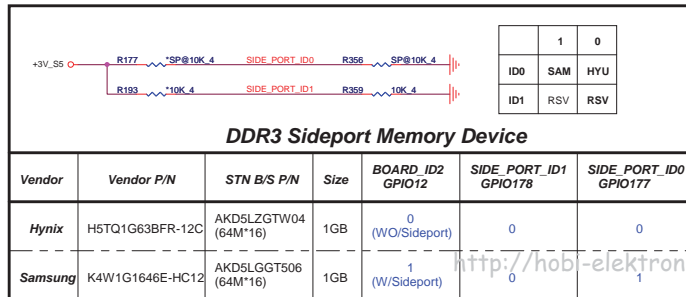 1 0
+3V_S5 R177 *SP@10K_4 SIDE_PORT_ID0 R356 SP@10K_4
ID0 SAM HYU
R193 *10K_4 SIDE_PORT_ID1 R359 10K_4
ID1 RSV RSV
DDR3 Sideport Memory Device
Vendor Vendor P/N STN B/S P/N Size BOARD_ID2 GPIO12 SIDE_PORT_ID1 GPIO178 SIDE_PORT_ID0 GPIO177
Hynix H5TQ1G63BFR-12C AKD5LZGTW04 (64M*16) 1GB 0 (WO/Sideport) 0 0
Samsung K4W1G1646E-HC12 AKD5LGGT506 (64M*16) 1GB 1 (W/Sideport) 0 1
http://hobi-elektron